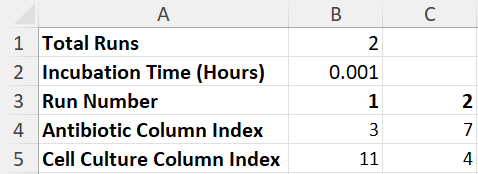 A B C
1 Total Runs 2
2 Incubation Time (Hours) 0.001
3 Run Number 1 2
4 Antibiotic Column Index 3 7
5 Cell Culture Column Index 11 4